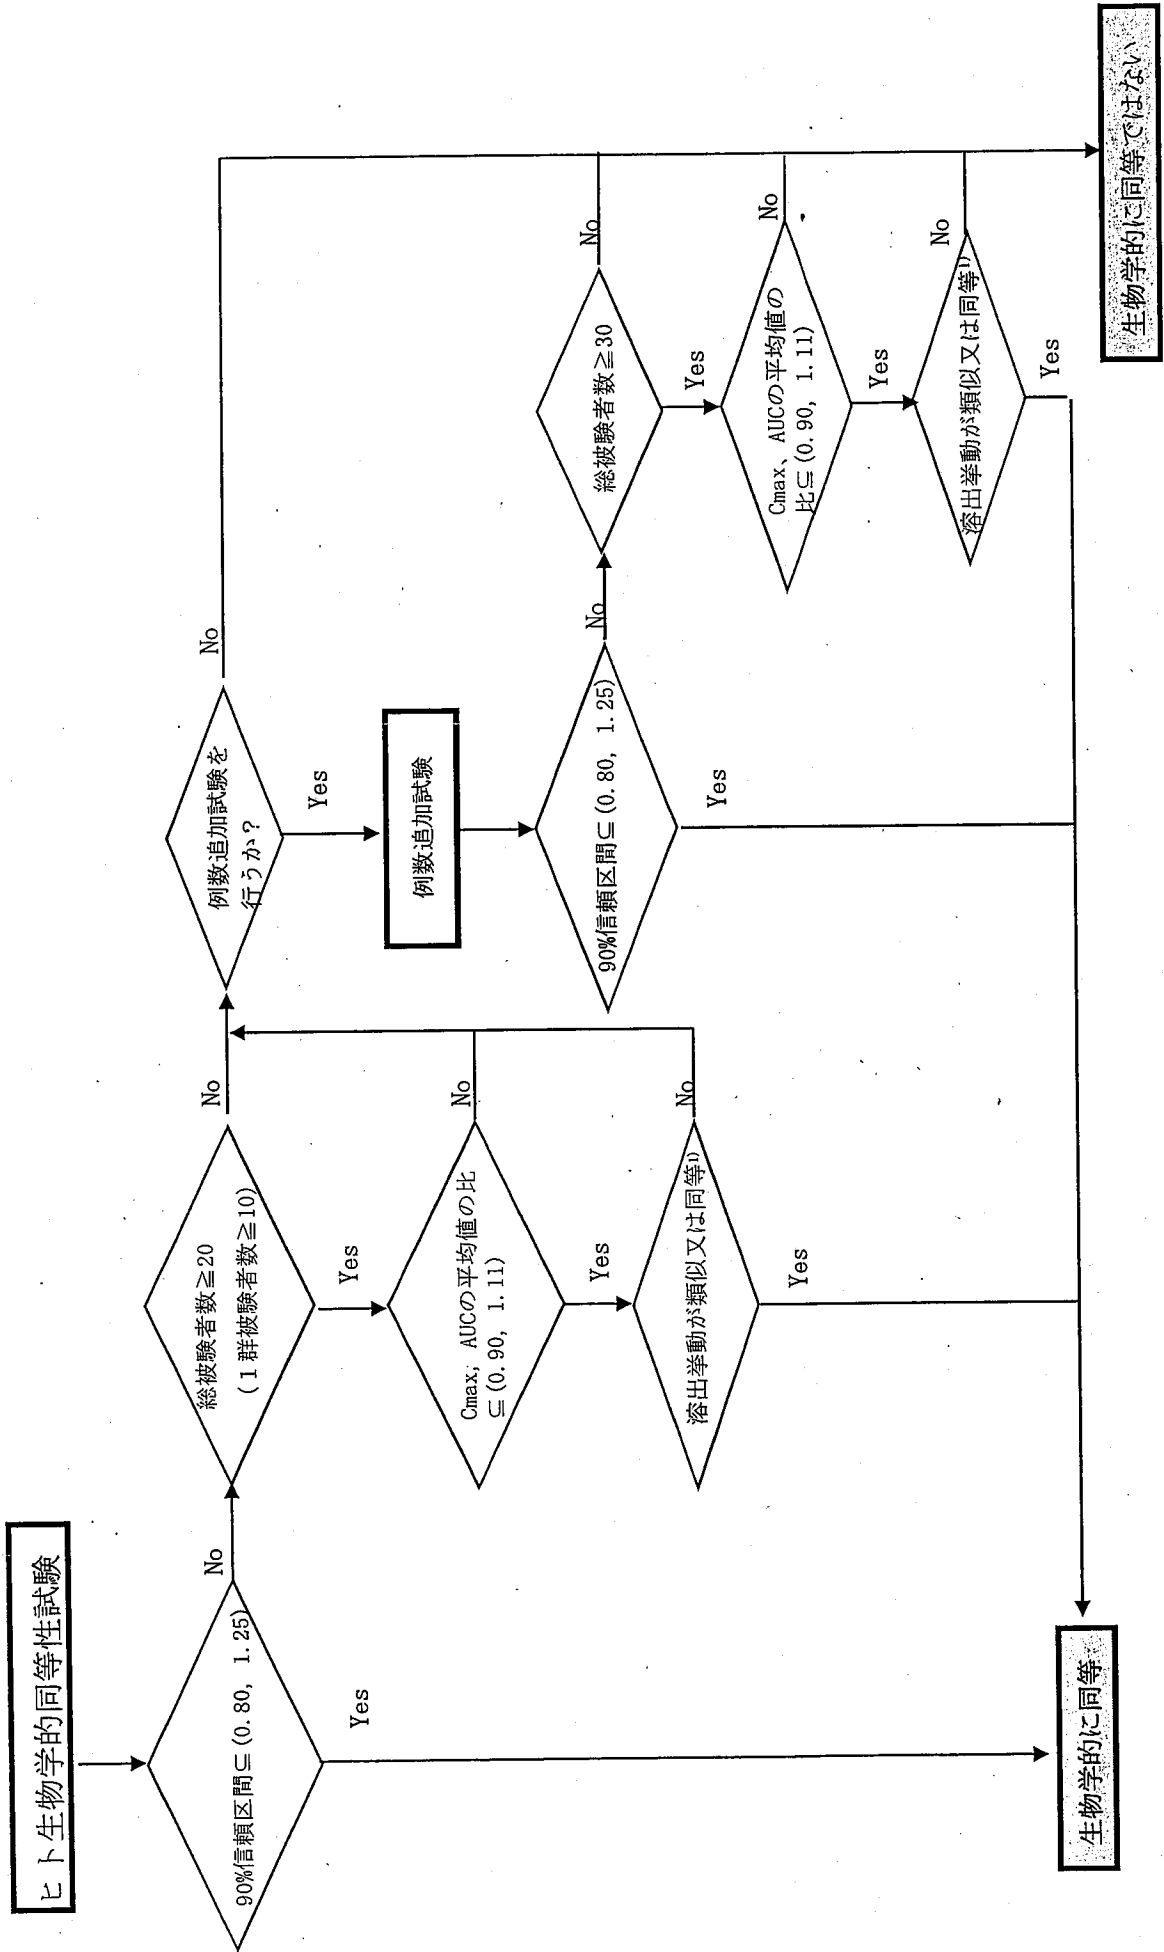 ヒト生物学的同等性試験
90%信頼区間⊆(0.80, 1.25)
No
Yes
総被験者数≧20
(1群被験者数≧10)
No
Yes
Cmax, AUCの平均値の比
⊆(0.90, 1.11)
No
Yes
溶出挙動が類似又は同等1)
No
Yes
例数追加試験を
行うか?
No
Yes
例数追加試験
90%信頼区間⊆(0.80, 1.25)
No
Yes
総被験者数≧30
No
Yes
Cmax、AUCの平均値の
比⊆(0.90, 1.11)
No
Yes
溶出挙動が類似又は同等1)
No
Yes
生物学的に同等
生物学的に同等ではない